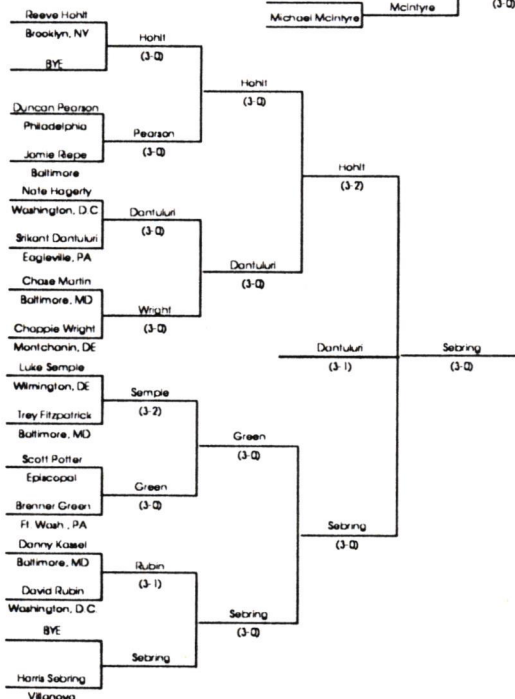 Michael McIntyre
McIntyre
(3-0)
Reeve Hohlt
Brooklyn, NY
BYE
Hohlt
(3-0)
Duncan Pearson
Philadelphia
Jamie Riepe
Baltimore
Pearson
(3-0)
Hohlt
(3-0)
Nate Hagerty
Washington, D.C.
Srikant Dantuluri
Eagleville, PA
Dantuluri
(3-0)
Chase Martin
Baltimore, MD
Chappie Wright
Montchanin, DE
Wright
(3-0)
Dantuluri
(3-0)
Hohlt
(3-2)
Luke Semple
Wilmington, DE
Trey Fitzpatrick
Baltimore, MD
Semple
(3-2)
Scott Potter
Episcopal
Brenner Green
Ft. Wash., PA
Green
(3-0)
Green
(3-0)
Danny Kassel
Baltimore, MD
David Rubin
Washington, D.C.
Rubin
(3-1)
BYE
Harris Sebring
Villanova
Sebring
Sebring
(3-0)
Sebring
(3-0)
Dantuluri
(3-1)
Sebring
(3-0)